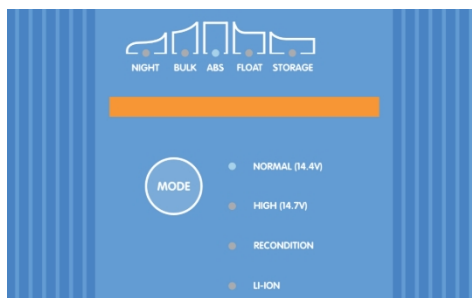 NIGHT BULK ABS FLOAT STORAGE
NORMAL (14.4V)
MODE
HIGH (14.7V)
RECONDITION
LI-ION